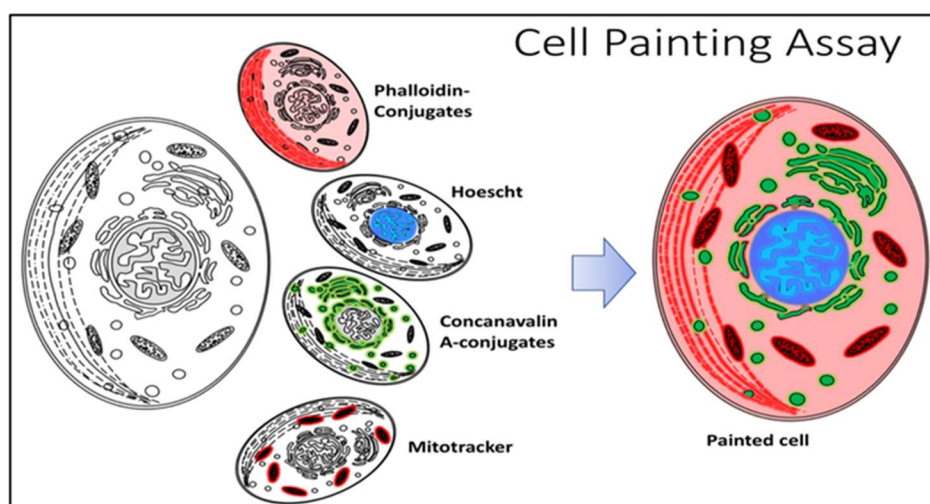 Cell Painting Assay
Phalloidin-
Conjugates
Hoescht
Concanavalin
A-conjugates
Mitotracker
Painted cell